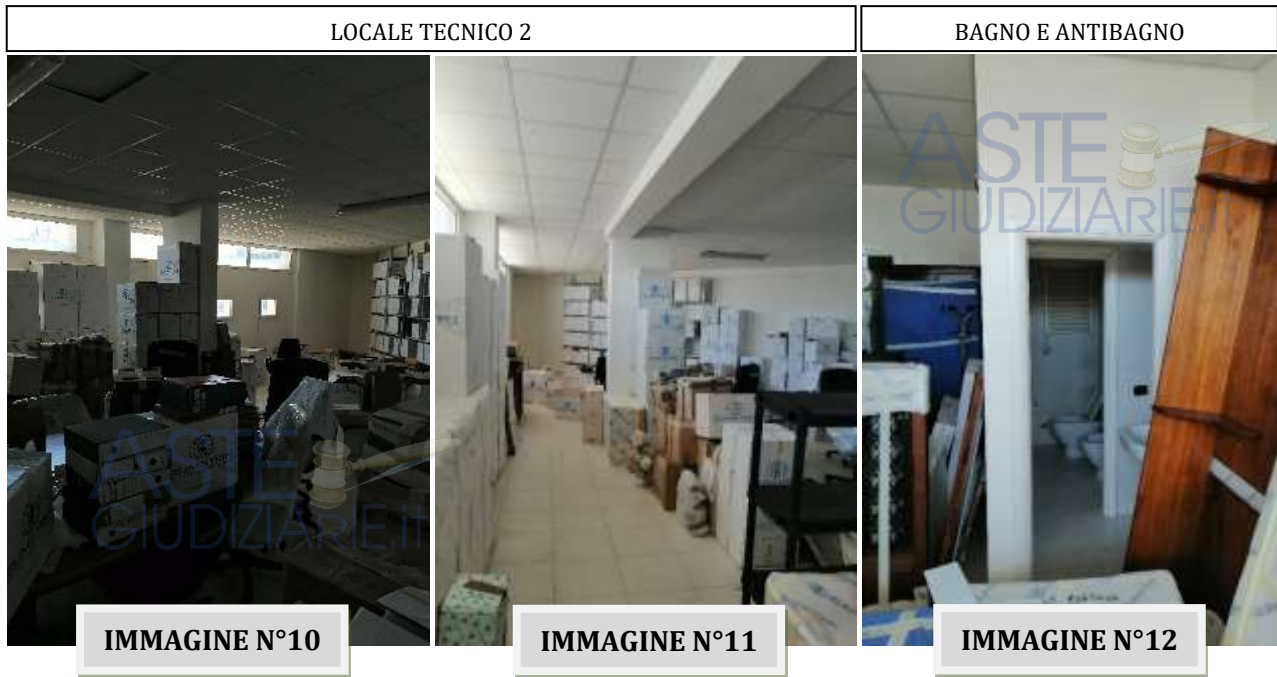 LOCALE TECNICO 2
BAGNO E ANTIBAGNO
ASTE
GIUDIZIARIE.it
ASTE
GIUDIZIARIE.it
IMMAGINE N°10
IMMAGINE N°11
IMMAGINE N°12